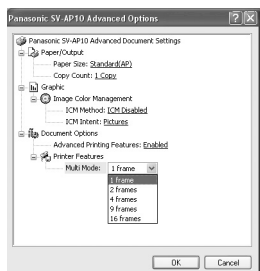 Panasonic SV-AP10 Advanced Options
Panasonic SV-AP10 Advanced Document Settings
Paper/Output
Paper Size: Standard(AP)
Copy Count: 1 Copy
Graphic
Image Color Management
ICM Method: ICM Disabled
ICM Intent: Pictures
Document Options
Advanced Printing Features: Enabled
Printer Features
Multi Mode: 1 frame
1 frame
2 frames
4 frames
9 frames
16 frames
OK Cancel